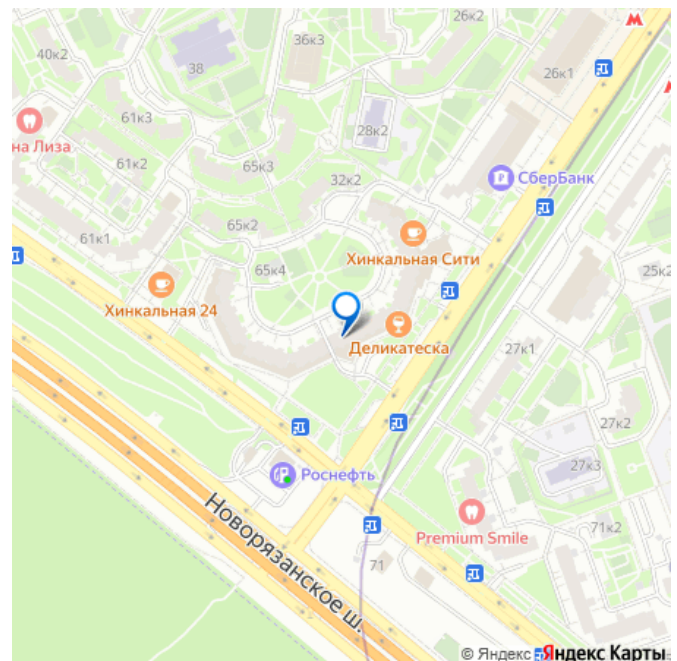 26к2
М
36к3
40к2
38
26к1
61к3
28к2
на Лиза
61к2
65к3
32к2
СберБанк
65к2
61к1
Хинкальная Сити
65к4
25к2
Хинкальная 24
Деликатеска
27к1
27к2
Роснефть
27к3
Новорязанское ш.
Premium Smile
71к2
71
© Яндекс Яндекс Карты